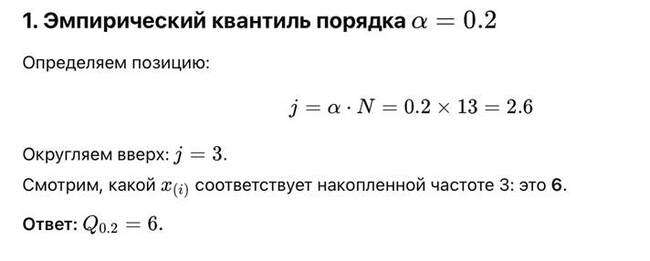 1. Эмпирический квантиль порядка α = 0.2
Определяем позицию:
j = α · N = 0.2 × 13 = 2.6
Округляем вверх: j = 3.
Смотрим, какой x₍ᵢ₎ соответствует накопленной частоте 3: это 6.
Ответ: Q₀.₂ = 6.